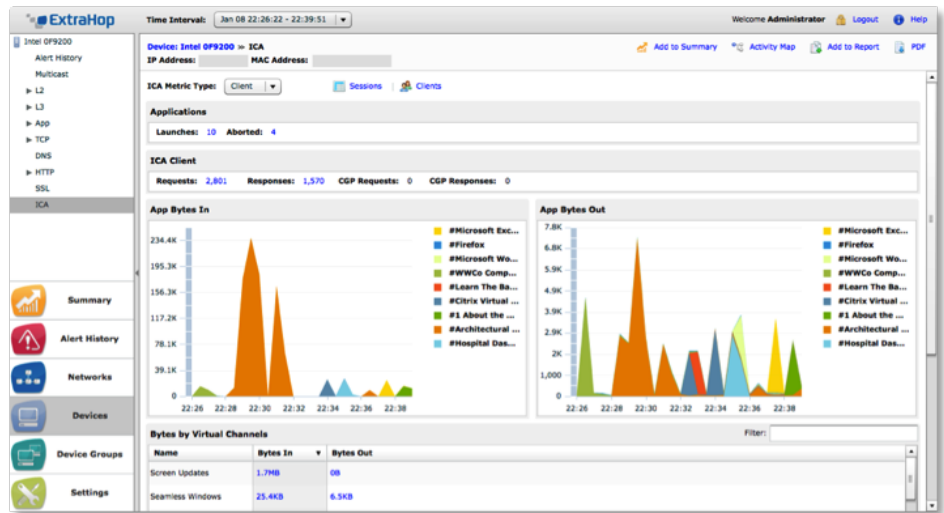 ExtraHop
Time Interval: Jan 08 22:26:22 - 22:39:51
Welcome Administrator Logout Help
Intel 0F9200
Alert History
Multicast
L2
L3
App
TCP
DNS
HTTP
SSL
ICA
Summary
Alert History
Networks
Devices
Device Groups
Settings
Device: Intel 0F9200 » ICA
Add to Summary Activity Map Add to Report PDF
IP Address: MAC Address:
ICA Metric Type: Client Sessions | Clients
Applications
Launches: 10 Aborted: 4
ICA Client
Requests: 2,801 Responses: 1,570 CGP Requests: 0 CGP Responses: 0
App Bytes In
234.4K
195.3K
156.3K
117.2K
78.1K
39.1K
0
22:26 22:28 22:30 22:32 22:34 22:36 22:38
#Microsoft Exc...
#Firefox
#Microsoft Wo...
#WWCo Comp...
#Learn The Ba...
#Citrix Virtual ...
#1 About the ...
#Architectural ...
#Hospital Das...
App Bytes Out
7.8K
6.8K
5.9K
4.9K
3.9K
2.9K
2K
1,000
0
22:26 22:28 22:30 22:32 22:34 22:36 22:38
#Microsoft Exc...
#Firefox
#Microsoft Wo...
#WWCo Comp...
#Learn The Ba...
#Citrix Virtual ...
#1 About the ...
#Architectural ...
#Hospital Das...
Bytes by Virtual Channels
Filter:
Name Bytes In Bytes Out
Screen Updates 1.7MB 0B
Seamless Windows 25.4KB 6.5KB